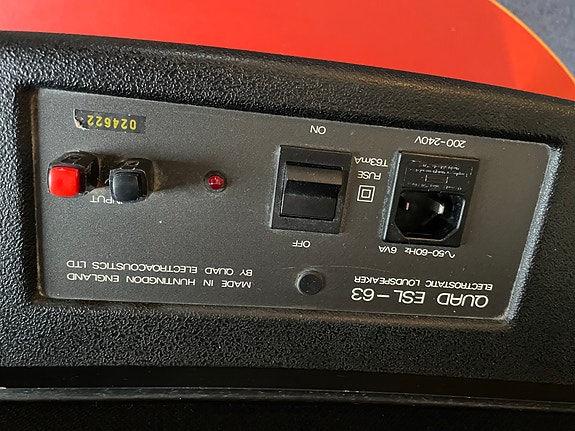 QUAD ESL-63
ELECTROSTATIC LOUDSPEAKER
MADE IN HUNTINGDON ENGLAND
BY QUAD ELECTROACOUSTICS LTD
∿50-60Hz 6VA
OFF
FUSE
T63mA
INPUT
200-240V
ON
024622